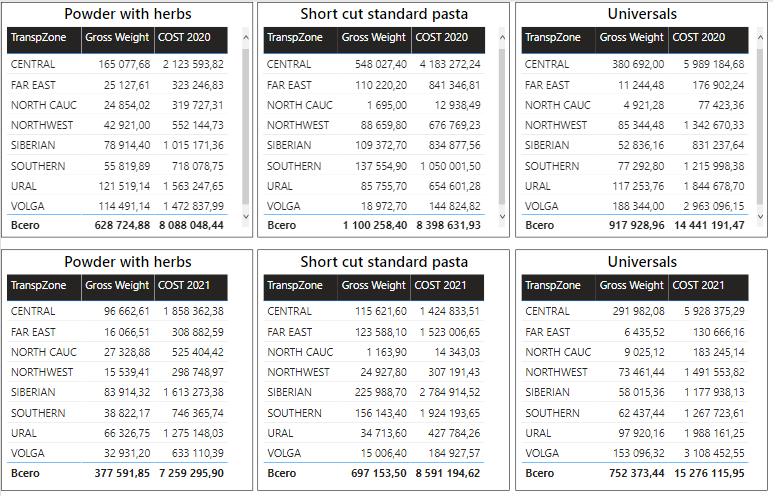 Powder with herbs
TranspZone Gross Weight COST 2020
CENTRAL 165 077,68 2 123 593,82
FAR EAST 25 127,61 323 246,83
NORTH CAUC 24 854,02 319 727,31
NORTHWEST 42 921,00 552 144,73
SIBERIAN 78 914,40 1 015 171,36
SOUTHERN 55 819,89 718 078,75
URAL 121 519,14 1 563 247,65
VOLGA 114 491,14 1 472 837,99
Всего 628 724,88 8 088 048,44
Short cut standard pasta
TranspZone Gross Weight COST 2020
CENTRAL 548 027,40 4 183 272,24
FAR EAST 110 220,20 841 346,81
NORTH CAUC 1 695,00 12 938,49
NORTHWEST 88 659,80 676 769,23
SIBERIAN 109 372,70 834 877,56
SOUTHERN 137 554,90 1 050 001,50
URAL 85 755,70 654 601,28
VOLGA 18 972,70 144 824,82
Всего 1 100 258,40 8 398 631,93
Universals
TranspZone Gross Weight COST 2020
CENTRAL 380 692,00 5 989 184,68
FAR EAST 11 244,48 176 902,24
NORTH CAUC 4 921,28 77 423,36
NORTHWEST 85 344,48 1 342 670,33
SIBERIAN 52 836,16 831 237,64
SOUTHERN 77 292,80 1 215 998,38
URAL 117 253,76 1 844 678,70
VOLGA 188 344,00 2 963 096,15
Всего 917 928,96 14 441 191,47
Powder with herbs
TranspZone Gross Weight COST 2021
CENTRAL 96 662,61 1 858 362,38
FAR EAST 16 066,51 308 882,59
NORTH CAUC 27 328,88 525 404,42
NORTHWEST 15 539,41 298 748,97
SIBERIAN 83 914,32 1 613 273,38
SOUTHERN 38 822,17 746 365,74
URAL 66 326,75 1 275 148,03
VOLGA 32 931,20 633 110,39
Всего 377 591,85 7 259 295,90
Short cut standard pasta
TranspZone Gross Weight COST 2021
CENTRAL 115 621,60 1 424 833,51
FAR EAST 123 588,10 1 523 006,65
NORTH CAUC 1 163,90 14 343,03
NORTHWEST 24 927,80 307 191,43
SIBERIAN 225 988,70 2 784 914,52
SOUTHERN 156 143,40 1 924 193,65
URAL 34 713,60 427 784,26
VOLGA 15 006,40 184 927,57
Всего 697 153,50 8 591 194,62
Universals
TranspZone Gross Weight COST 2021
CENTRAL 291 982,08 5 928 375,29
FAR EAST 6 435,52 130 666,16
NORTH CAUC 9 025,12 183 245,14
NORTHWEST 73 461,44 1 491 553,82
SIBERIAN 58 015,36 1 177 938,13
SOUTHERN 62 437,44 1 267 723,61
URAL 97 920,16 1 988 161,25
VOLGA 153 096,32 3 108 452,55
Всего 752 373,44 15 276 115,95